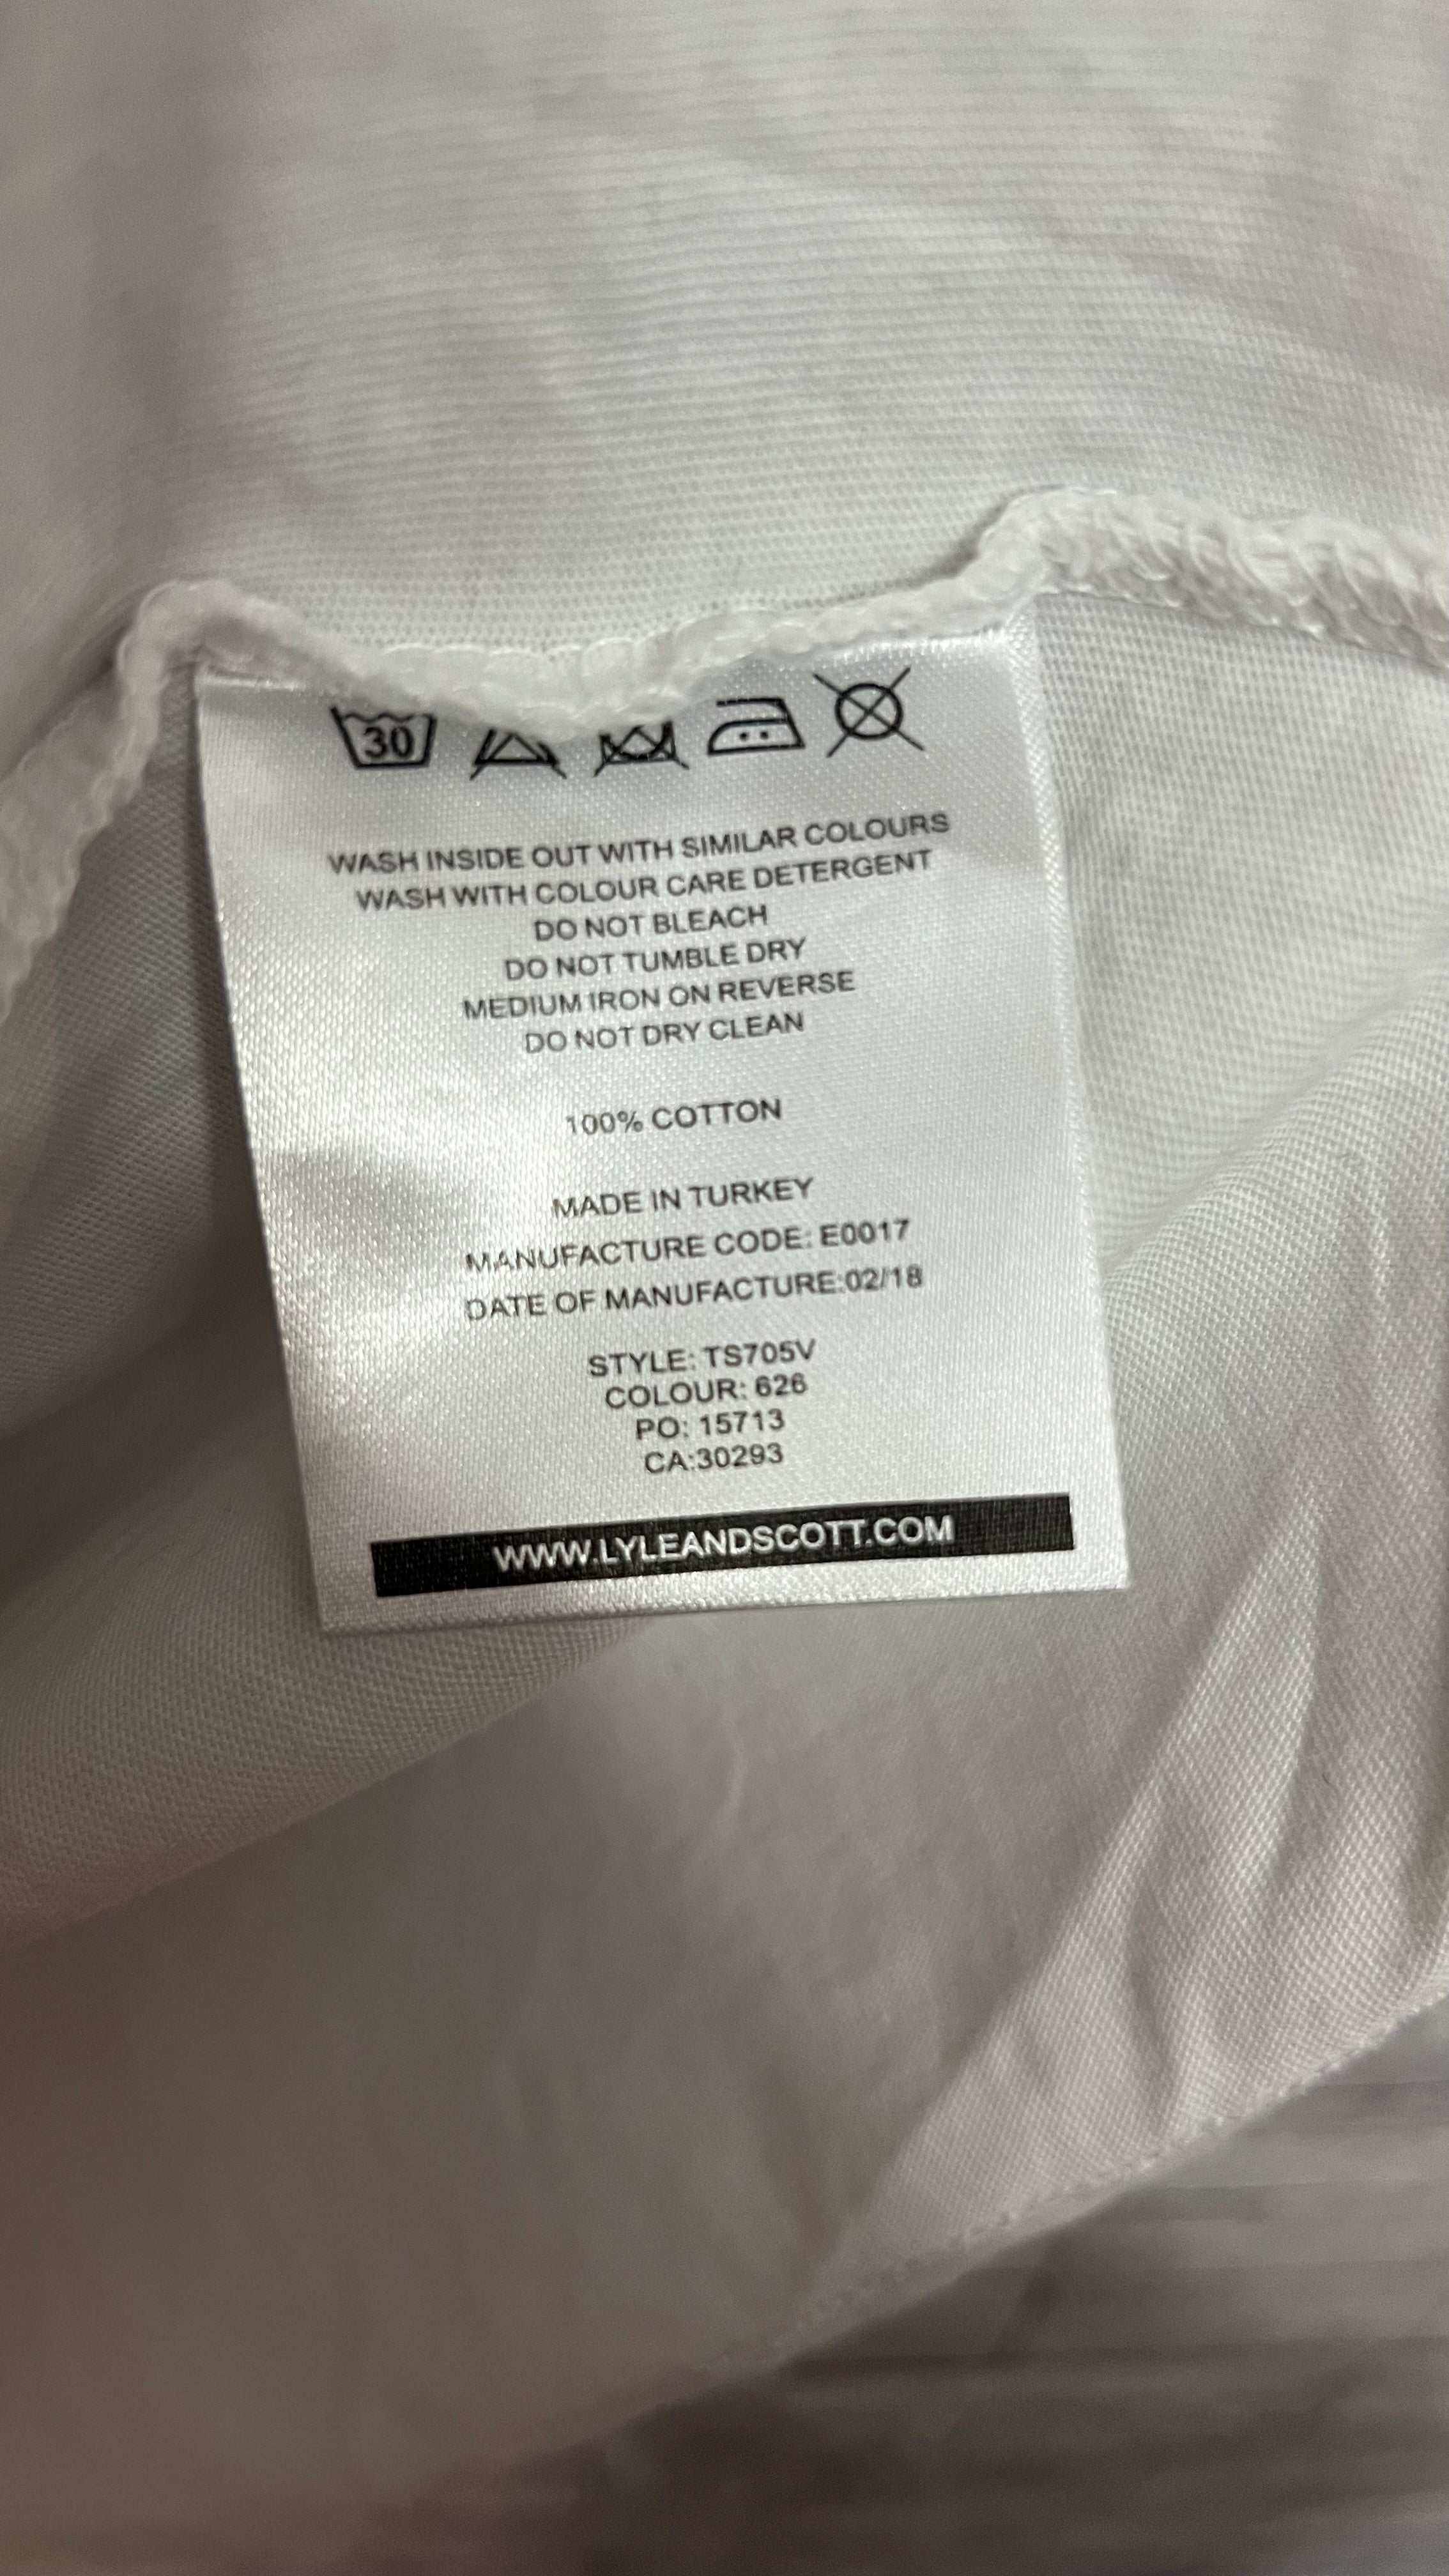 30
WASH INSIDE OUT WITH SIMILAR COLOURS
WASH WITH COLOUR CARE DETERGENT
DO NOT BLEACH
DO NOT TUMBLE DRY
MEDIUM IRON ON REVERSE
DO NOT DRY CLEAN
100% COTTON
MADE IN TURKEY
MANUFACTURE CODE: E0017
DATE OF MANUFACTURE:02/18
STYLE: TS705V
COLOUR: 626
PO: 15713
CA:30293
WWW.LYLEANDSCOTT.COM